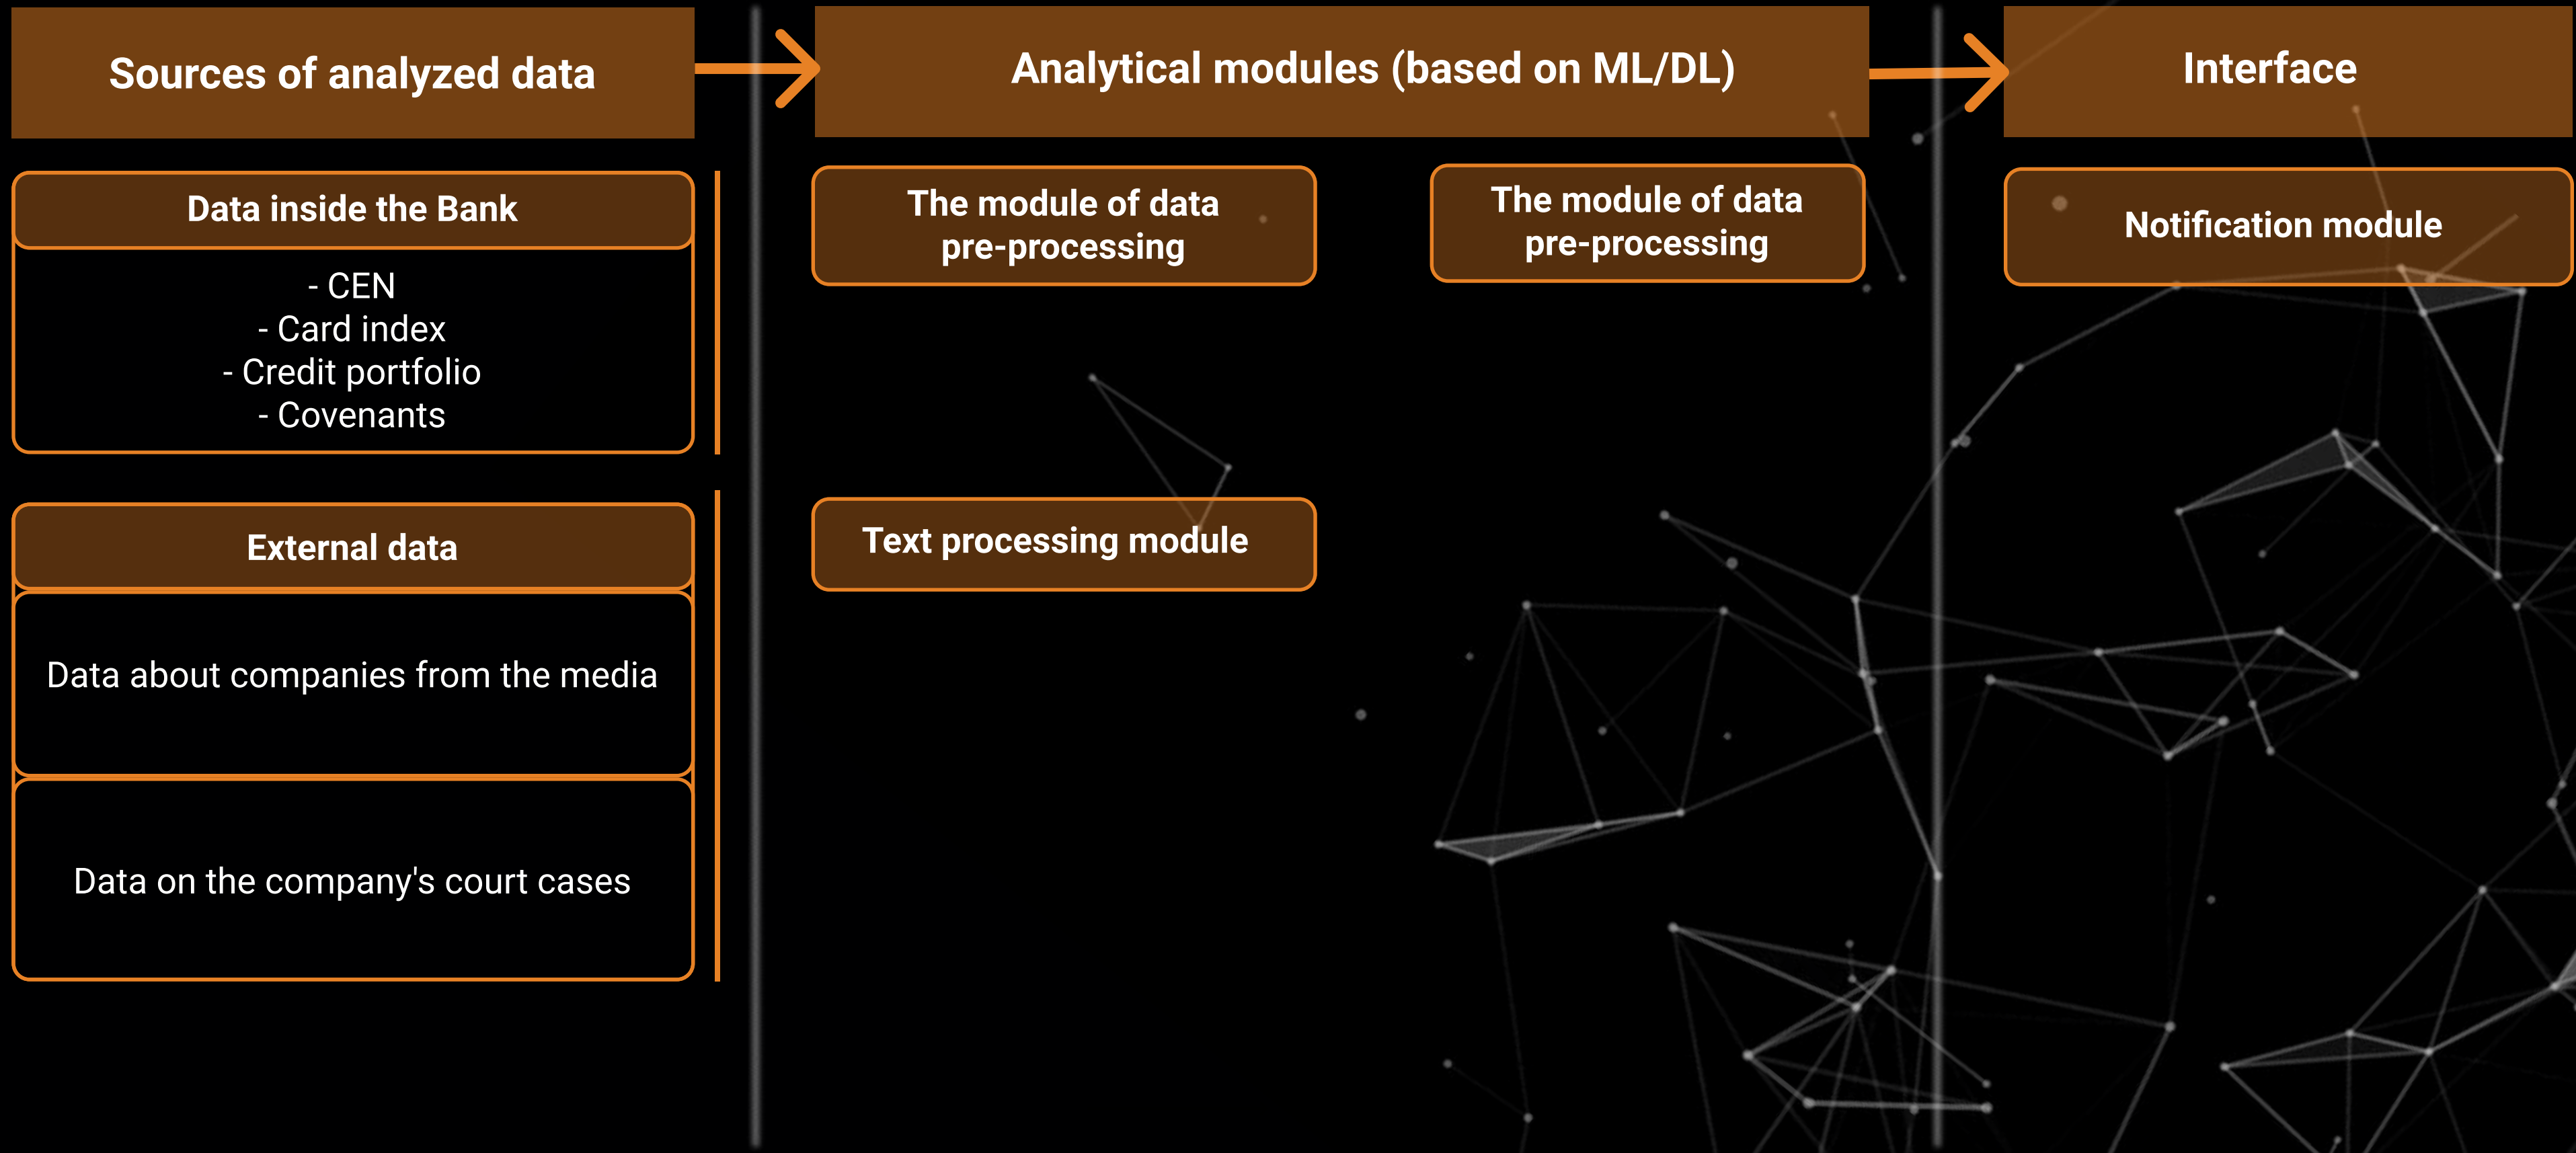 Sources of analyzed data
Analytical modules (based on ML/DL)
Interface
Data inside the Bank
- CEN
- Card index
- Credit portfolio
- Covenants
External data
Data about companies from the media
Data on the company's court cases
The module of data
pre-processing
Text processing module
The module of data
pre-processing
Notification module